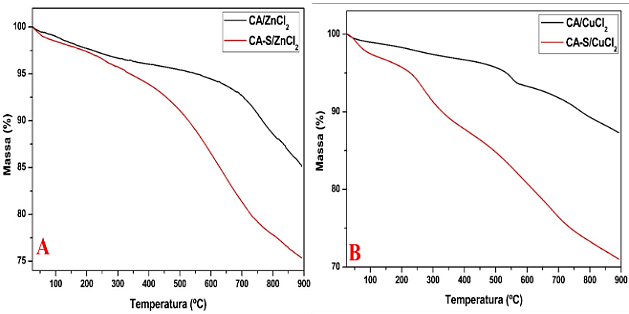 CA/ZnCl2
CA-S/ZnCl2
Massa (%)
100
95
90
85
80
75
A
100 200 300 400 500 600 700 800 900
Temperatura (ºC)
CA/CuCl2
CA-S/CuCl2
Massa (%)
100
90
80
70
B
100 200 300 400 500 600 700 800 900
Temperatura (ºC)